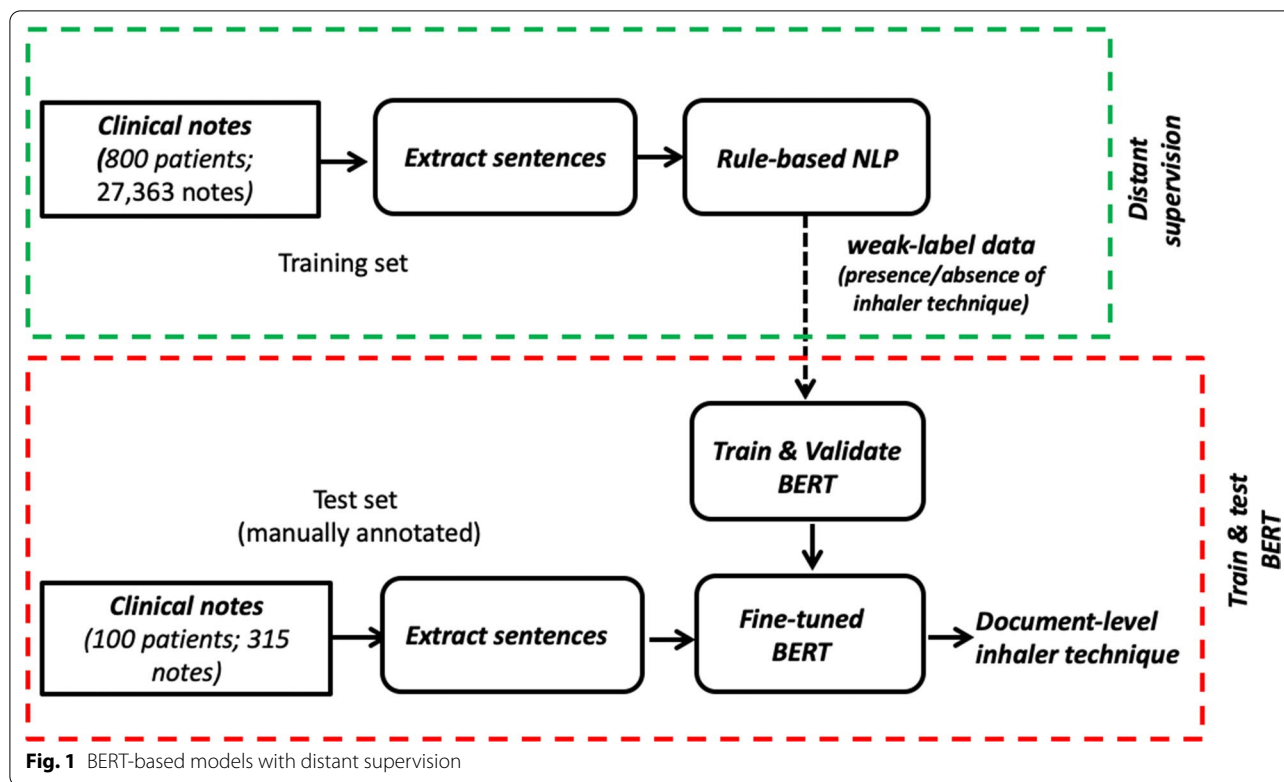 Clinical notes
(800 patients;
27,363 notes)
Extract sentences
Rule-based NLP
Distant
supervision
Training set
weak-label data
(presence/absence of
inhaler technique)
Train & Validate
BERT
Test set
(manually annotated)
Clinical notes
(100 patients; 315
notes)
Extract sentences
Fine-tuned
BERT
Document-level
inhaler technique
Train & test
BERT
Fig. 1 BERT-based models with distant supervision